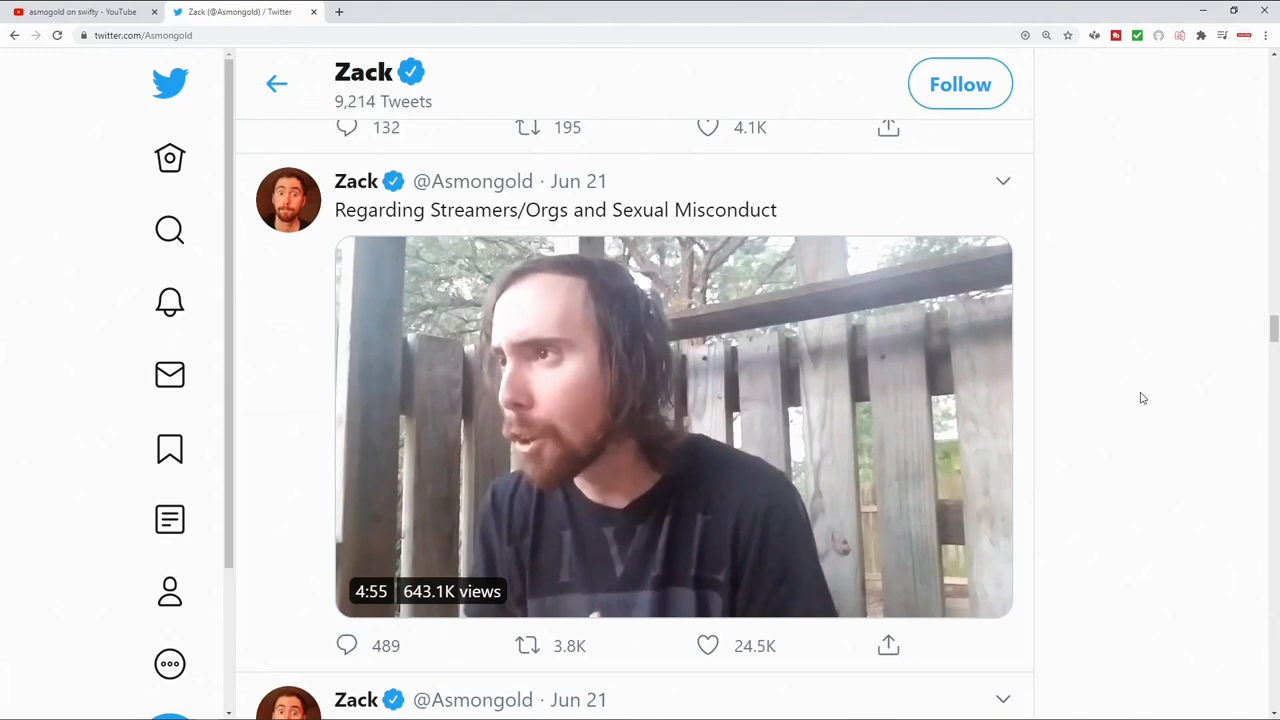 asmogold on swifty - YouTube
Zack (@Asmongold) / Twitter
twitter.com/Asmongold
Zack
9,214 Tweets
Follow
132 195 4.1K
Zack @Asmongold · Jun 21
Regarding Streamers/Orgs and Sexual Misconduct
4:55 643.1K views
489 3.8K 24.5K
Zack @Asmongold · Jun 21